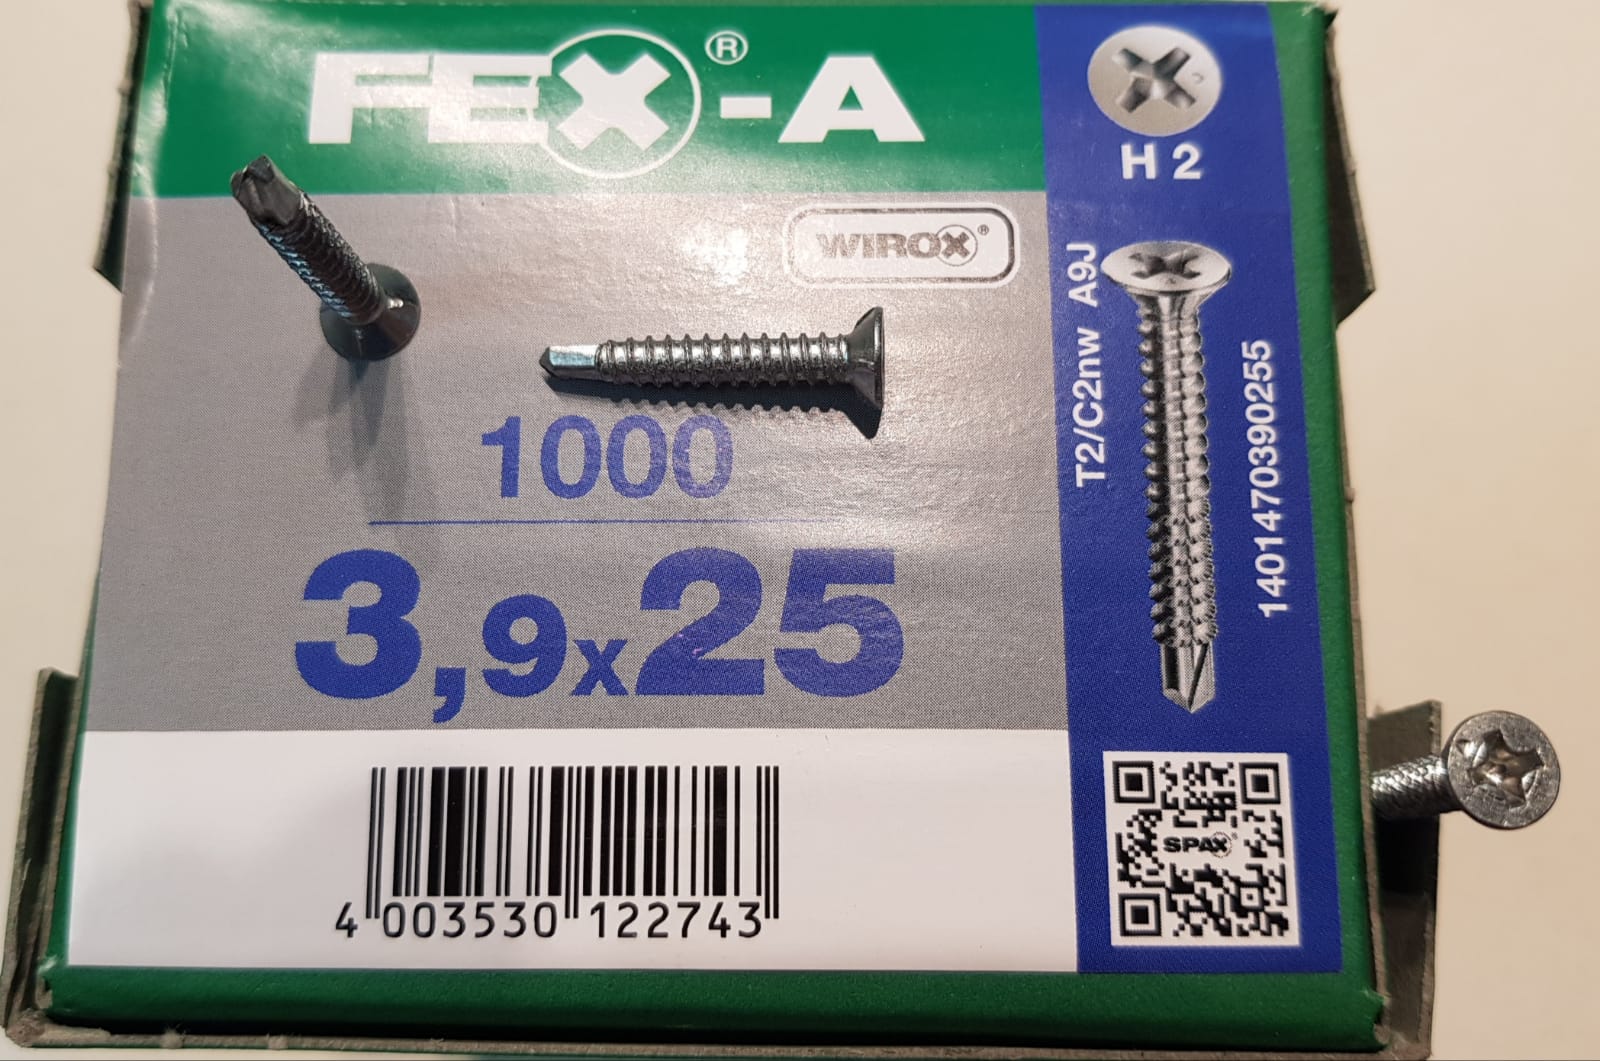 FEX®-A
H 2
WIROX®
T2/C2nw A9J
1000
3,9x25
1401470390255
4 003530 122743
SPAX®